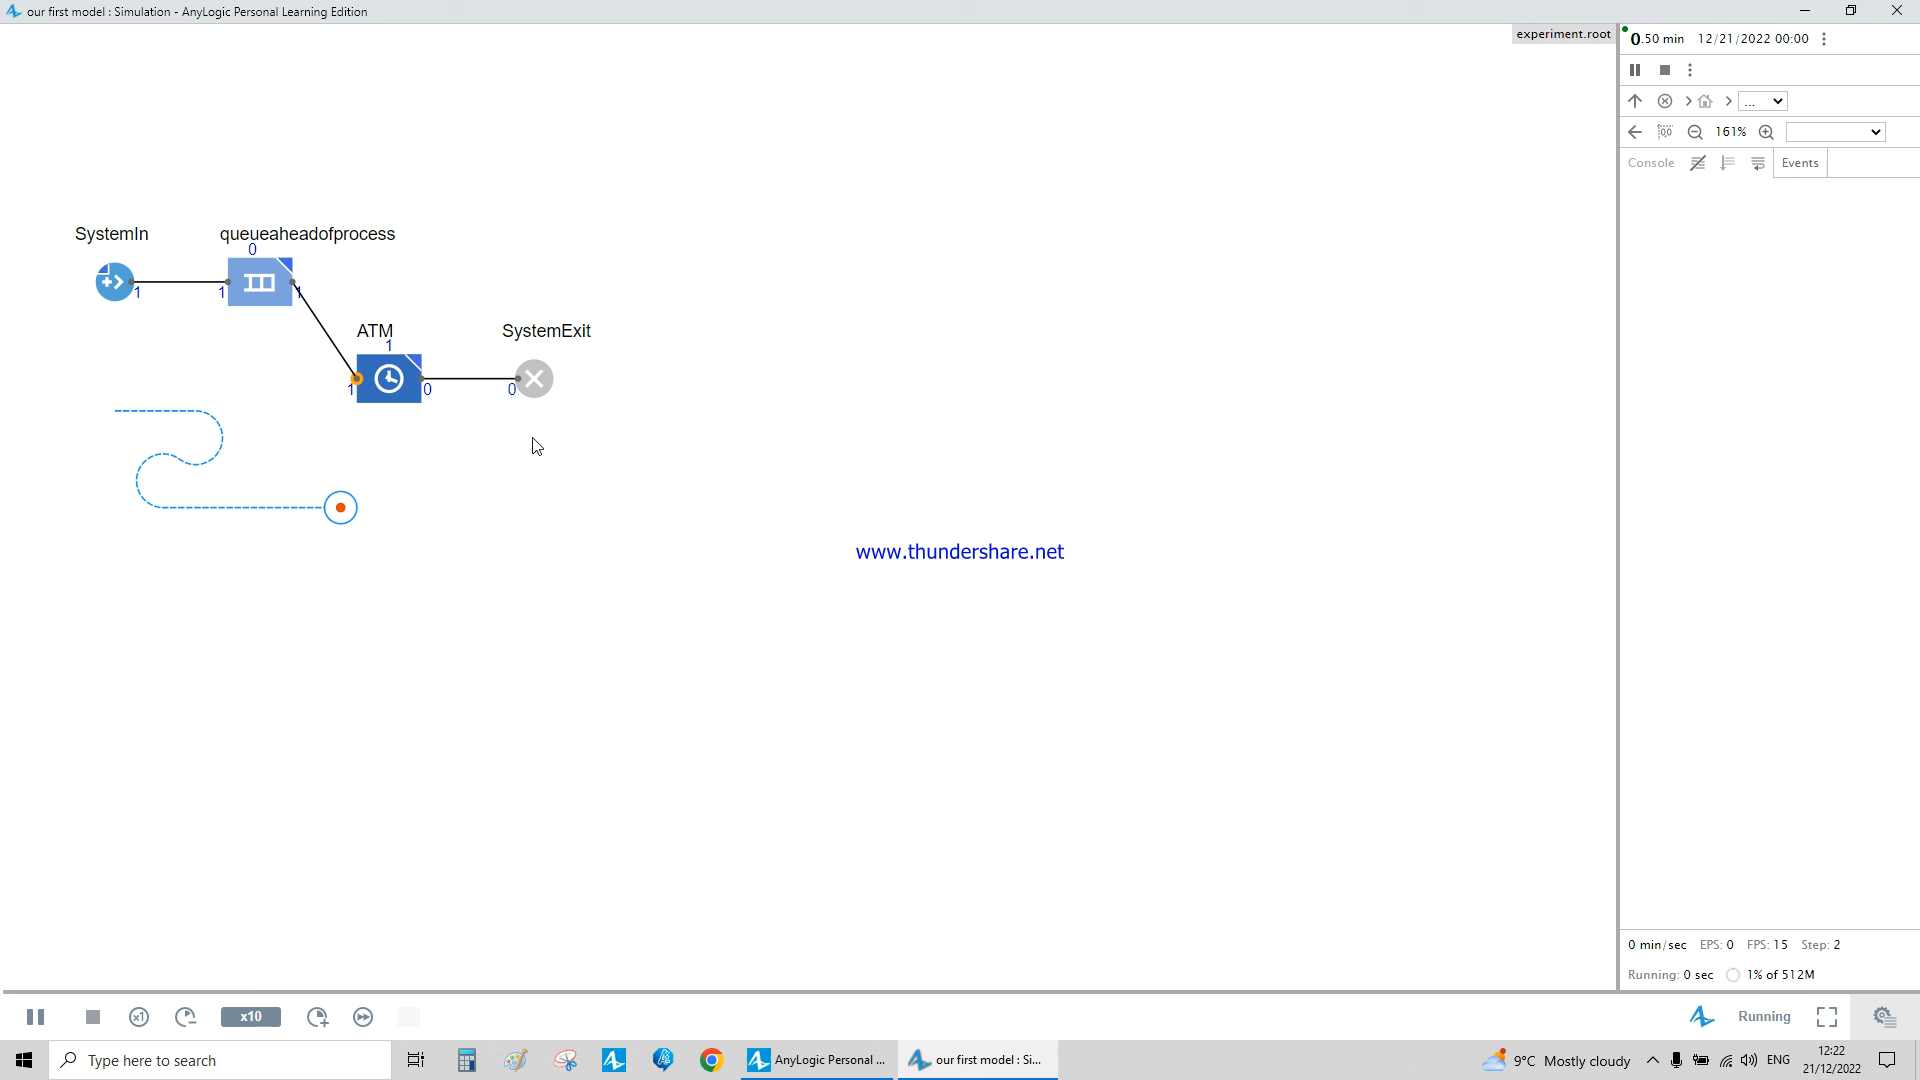 our first model : Simulation - AnyLogic Personal Learning Edition
experiment.root
0.50 min 12/21/2022 00:00
... 
161%
Console Events
SystemIn queueaheadofprocess
0
1 1 1
ATM SystemExit
1
1 0 0
www.thundershare.net
0 min/sec EPS: 0 FPS: 15 Step: 2
Running: 0 sec 1% of 512M
x1 x10 Running
Type here to search AnyLogic Personal ... our first model : Si... 9°C Mostly cloudy ENG 12:22
21/12/2022